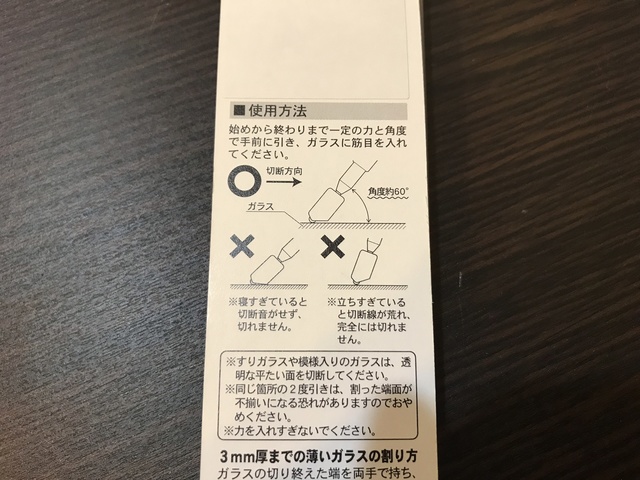 ■使用方法
始めから終わりまで一定の力と角度
で手前に引き、ガラスに筋目を入れ
てください。
切断方向
角度約60°
ガラス
※寝すぎていると
切断音がせず、
切れません。
※立ちすぎている
と切断線が荒れ、
完全には切れま
せん。
※すりガラスや模様入りのガラスは、透
明な平たい面を切断してください。
※同じ箇所の2度引きは、割った端面が
不揃いになる恐れがありますのでおや
めください。
※力を入れすぎないでください。
3mm厚までの薄いガラスの割り方
ガラスの切り終えた端を両手で持ち、